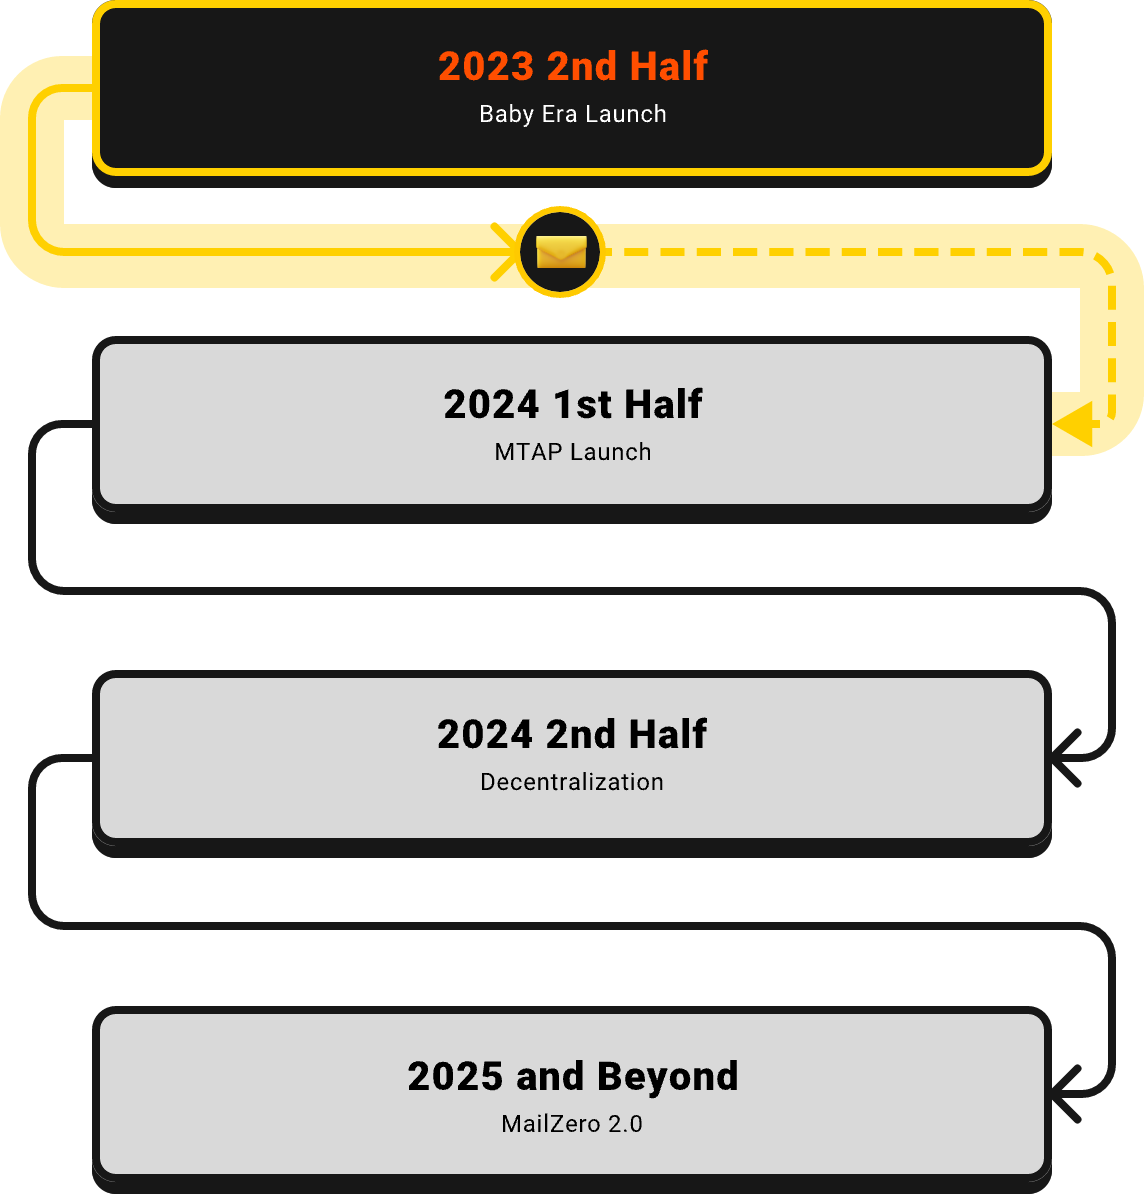 2023 2nd Half
Baby Era Launch
2024 1st Half
MTAP Launch
2024 2nd Half
Decentralization
2025 and Beyond
MailZero 2.0